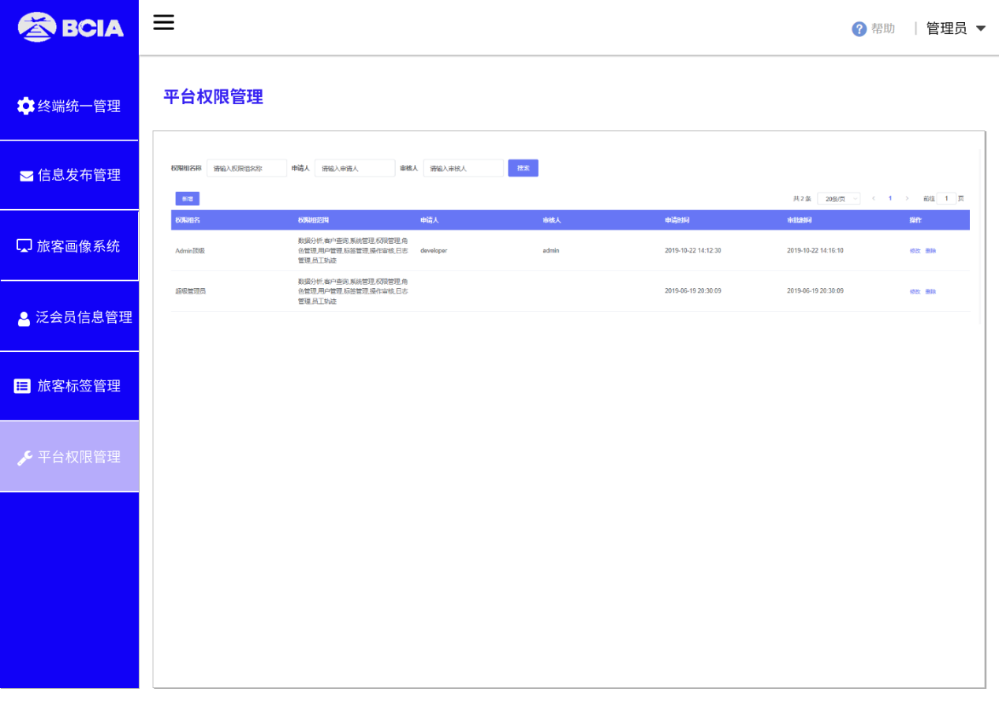 BCIA
帮助
管理员
终端统一管理
信息发布管理
旅客画像系统
泛会员信息管理
旅客标签管理
平台权限管理
平台权限管理
权限组名称 请输入权限组名称 申请人 请输入申请人 审核人 请输入审核人 搜索
新增 共 2 条 20条/页 < 1 > 前往 1 页
权限组名 权限组范围 申请人 审核人 申请时间 审批时间 操作
数据分析,客户查询,系统管理,权限管理,角
Admin顶级 色管理,用户管理,标签管理,操作审核,日志 developer admin 2019-10-22 14:12:30 2019-10-22 14:16:10 修改 删除
管理,员工轨迹
数据分析,客户查询,系统管理,权限管理,角
超级管理员 色管理,用户管理,标签管理,操作审核,日志 2019-06-19 20:30:09 2019-06-19 20:30:09 修改 删除
管理,员工轨迹